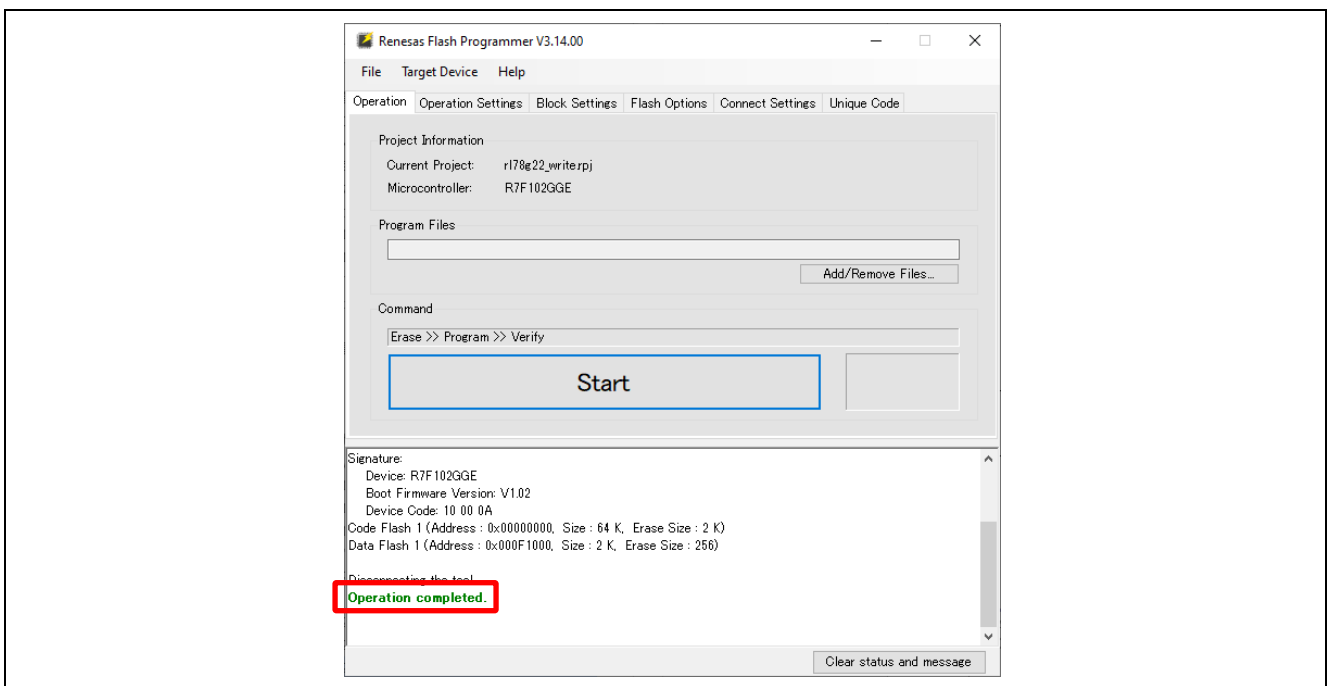 Renesas Flash Programmer V3.14.00
File Target Device Help
Operation Operation Settings Block Settings Flash Options Connect Settings Unique Code
Project Information
Current Project: rl78g22_write.rpj
Microcontroller: R7F102GGE
Program Files
Add/Remove Files...
Command
Erase >> Program >> Verify
Start
Signature:
Device: R7F102GGE
Boot Firmware Version: V1.02
Device Code: 10 00 0A
Code Flash 1 (Address : 0x00000000, Size : 64 K, Erase Size : 2 K)
Data Flash 1 (Address : 0x000F1000, Size : 2 K, Erase Size : 256)
Disconnecting the tool
Operation completed.
Clear status and message